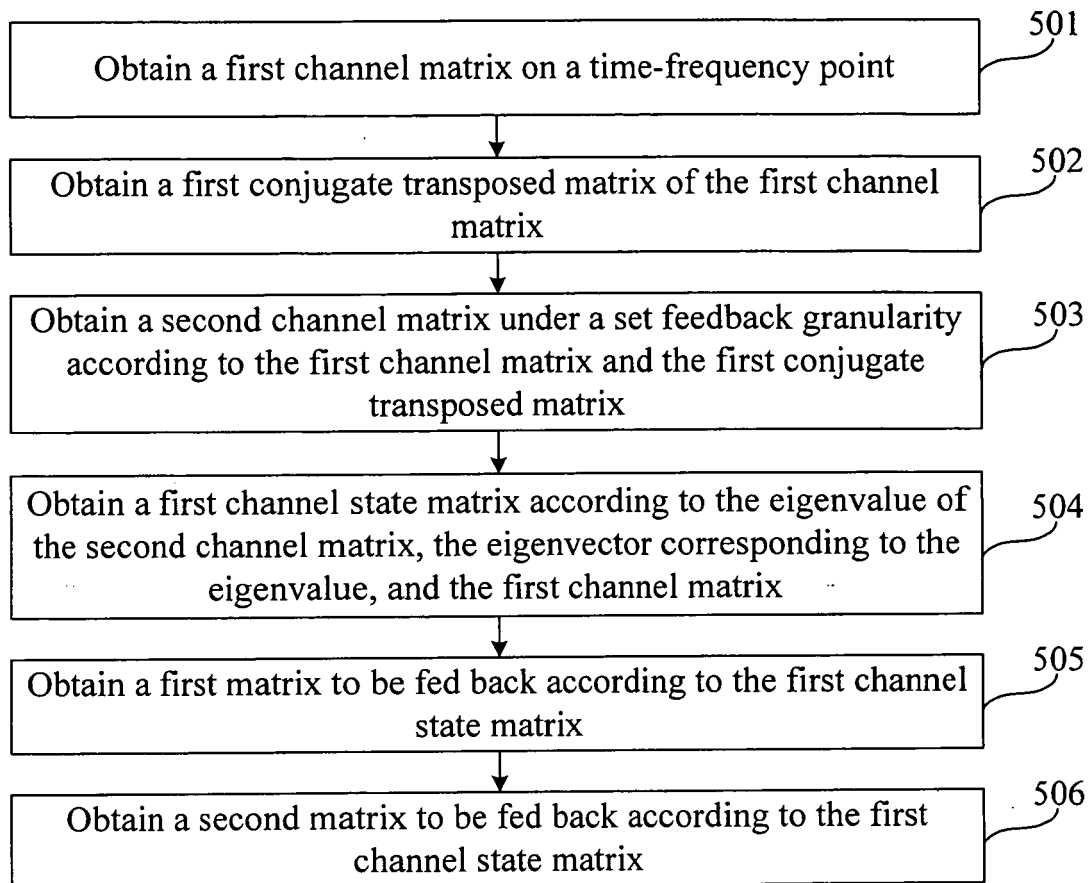 501
Obtain a first channel matrix on a time-frequency point
502
Obtain a first conjugate transposed matrix of the first channel
matrix
503
Obtain a second channel matrix under a set feedback granularity
according to the first channel matrix and the first conjugate
transposed matrix
504
Obtain a first channel state matrix according to the eigenvalue of
the second channel matrix, the eigenvector corresponding to the
eigenvalue, and the first channel matrix
505
Obtain a first matrix to be fed back according to the first channel
state matrix
506
Obtain a second matrix to be fed back according to the first
channel state matrix